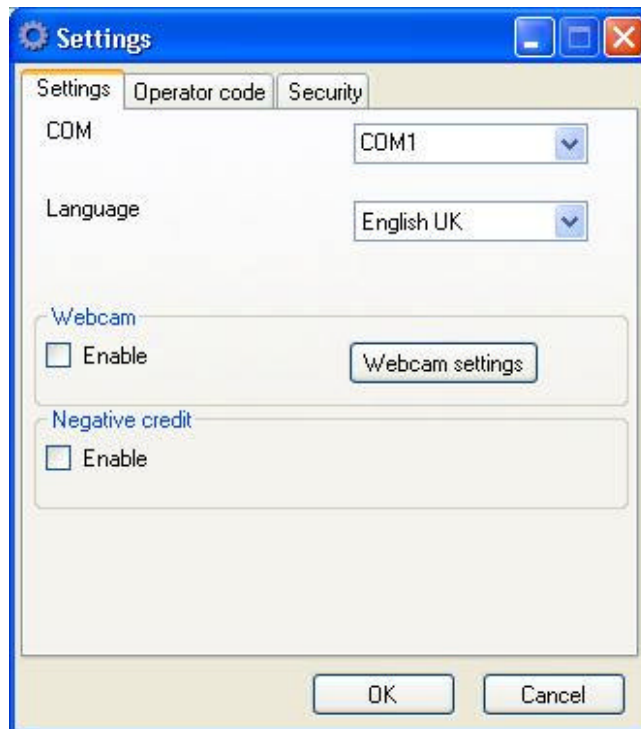 Settings
Settings Operator code Security
COM COM1
Language English UK
Webcam
Enable Webcam settings
Negative credit
Enable
OK Cancel